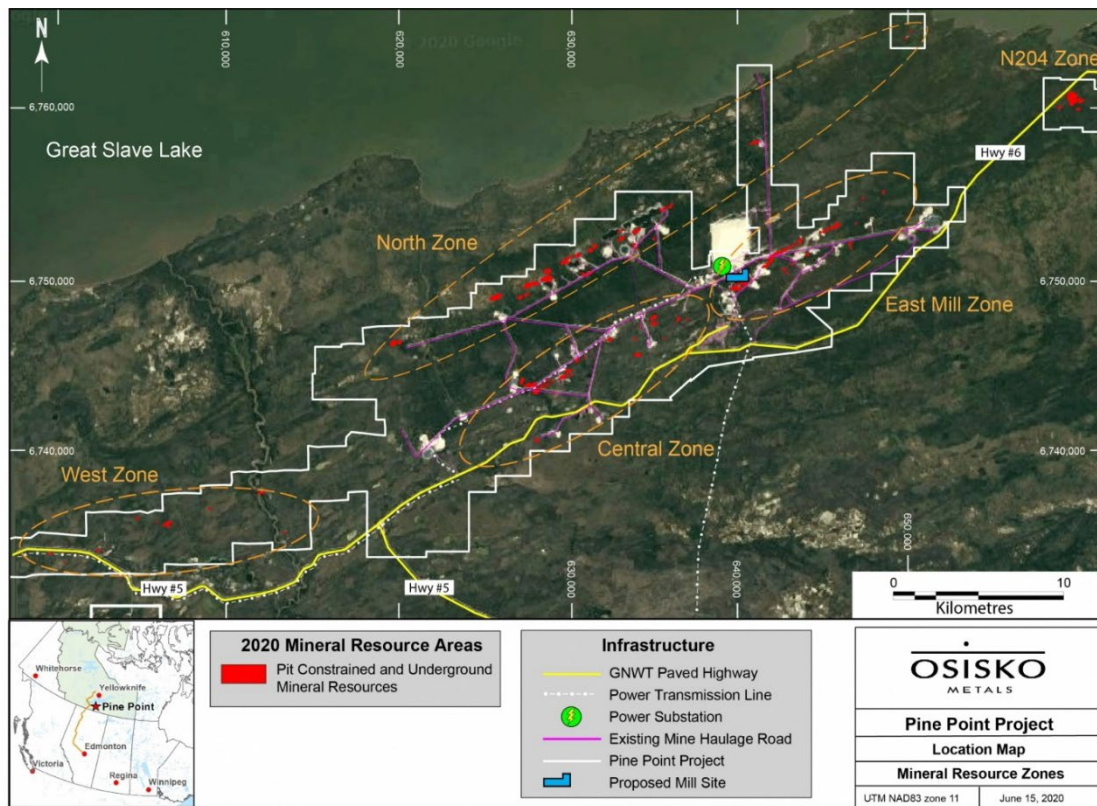 610,000
620,000
© 2020 Google
630,000
640,000
N
N204 Zone
6,760,000
Great Slave Lake
Hwy #6
North Zone
6,750,000
East Mill Zone
6,740,000
West Zone
Central Zone
650,000
Hwy #5
Hwy #5
630,000
640,000
0 10
Kilometres
Whitehorse
Yellowknife
Pine Point
Edmonton
Victoria
Regina
Winnipeg
2020 Mineral Resource Areas
Pit Constrained and Underground
Mineral Resources
Infrastructure
GNWT Paved Highway
Power Transmission Line
Power Substation
Existing Mine Haulage Road
Pine Point Project
Proposed Mill Site
OSISKO
METALS
Pine Point Project
Location Map
Mineral Resource Zones
UTM NAD83 zone 11 June 15, 2020